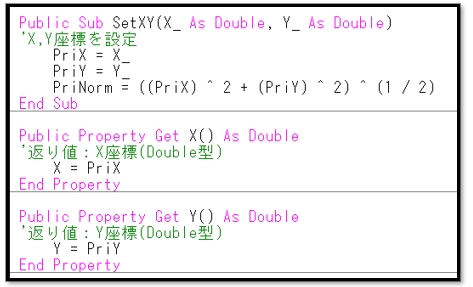 Public Sub SetXY(X_ As Double, Y_ As Double)
'X,Y座標を設定
    PriX = X_
    PriY = Y_
    PriNorm = ((PriX) ^ 2 + (PriY) ^ 2) ^ (1 / 2)
End Sub
Public Property Get X() As Double
'返り値：X座標(Double型)
    X = PriX
End Property
Public Property Get Y() As Double
'返り値：Y座標(Double型)
    Y = PriY
End Property